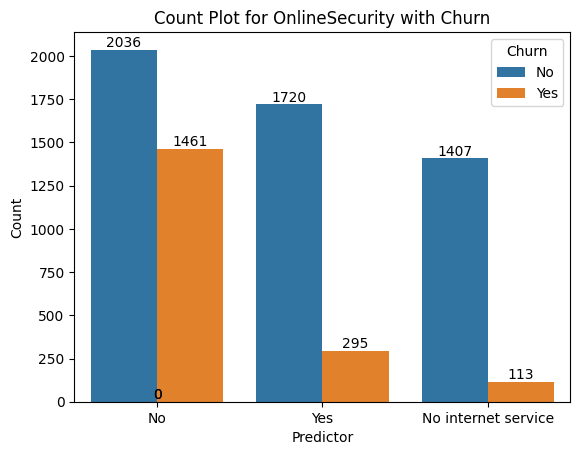 Count Plot for OnlineSecurity with Churn
Churn
No
Yes
2036
1461
1720
295
1407
113
0
2000
1750
1500
1250
1000
750
500
250
0
Count
No
Yes
No internet service
Predictor